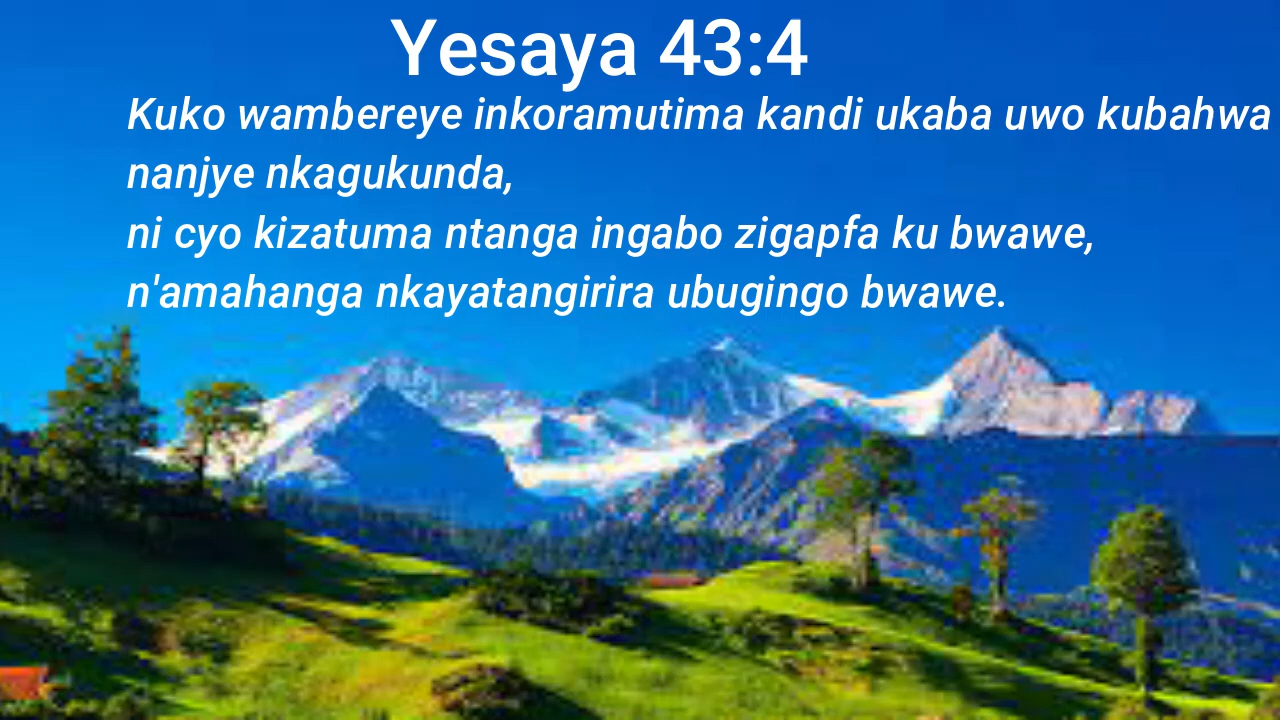 Yesaya 43:4
Kuko wambereye inkoramutima kandi ukaba uwo kubahwa
nanjye nkagukunda,
ni cyo kizatuma ntanga ingabo zigapfa ku bwawe,
n'amahanga nkayatangirira ubugingo bwawe.